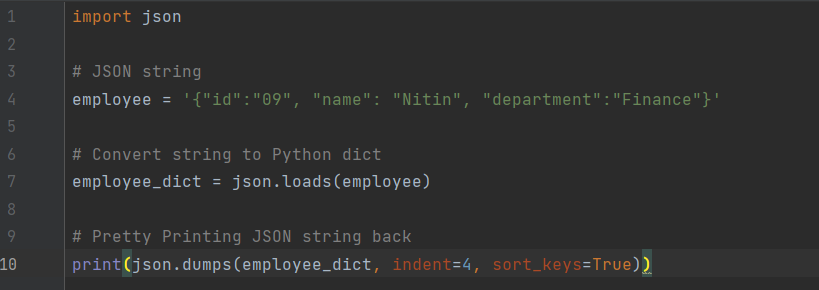 1 import json
2
3 # JSON string
4 employee = '{"id":"09", "name": "Nitin", "department":"Finance"}'
5
6 # Convert string to Python dict
7 employee_dict = json.loads(employee)
8
9 # Pretty Printing JSON string back
10 print(json.dumps(employee_dict, indent=4, sort_keys=True))